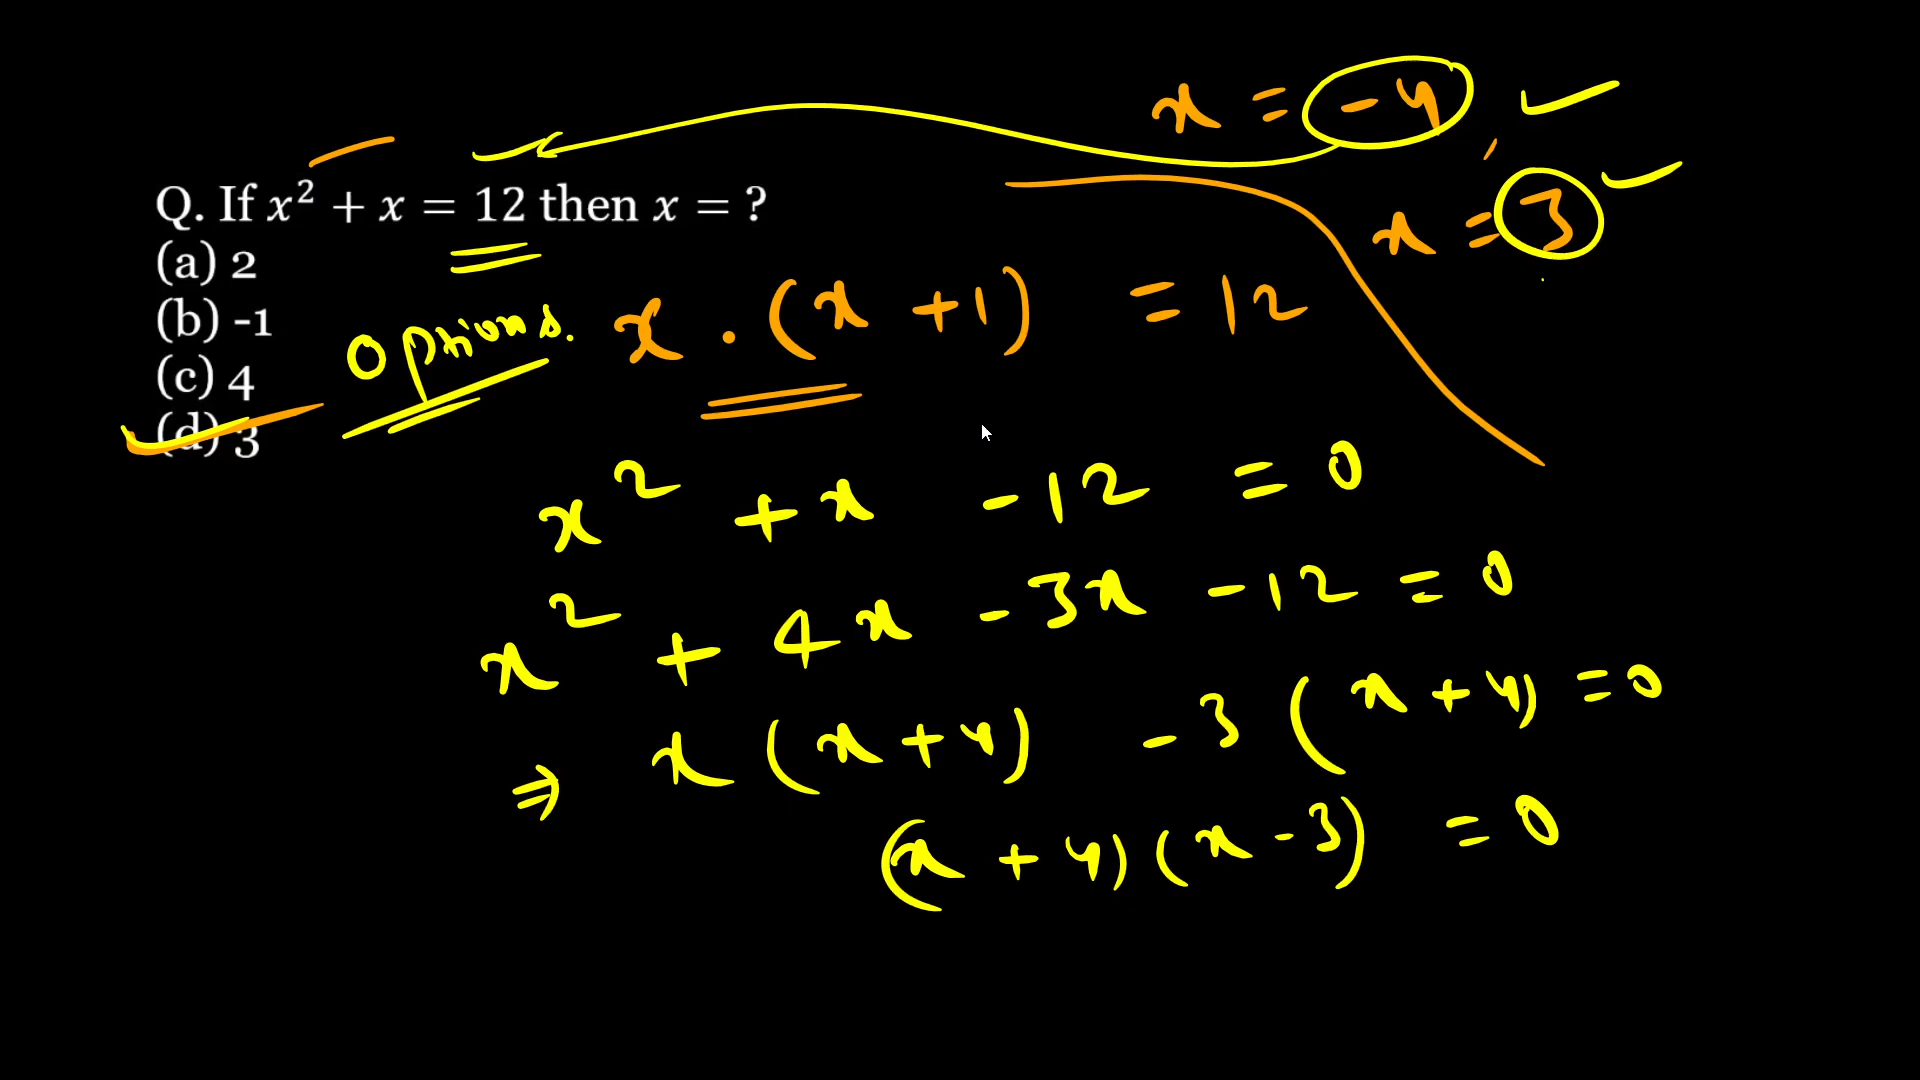 x = -4 ,
x = 3
Q. If x² + x = 12 then x = ?
(a) 2
(b) -1
(c) 4
(d) 3
options.
x . (x + 1) = 12
x² + x - 12 = 0
x² + 4x - 3x - 12 = 0
⇒ x (x + 4) - 3 (x + 4) = 0
(x + 4) (x - 3) = 0